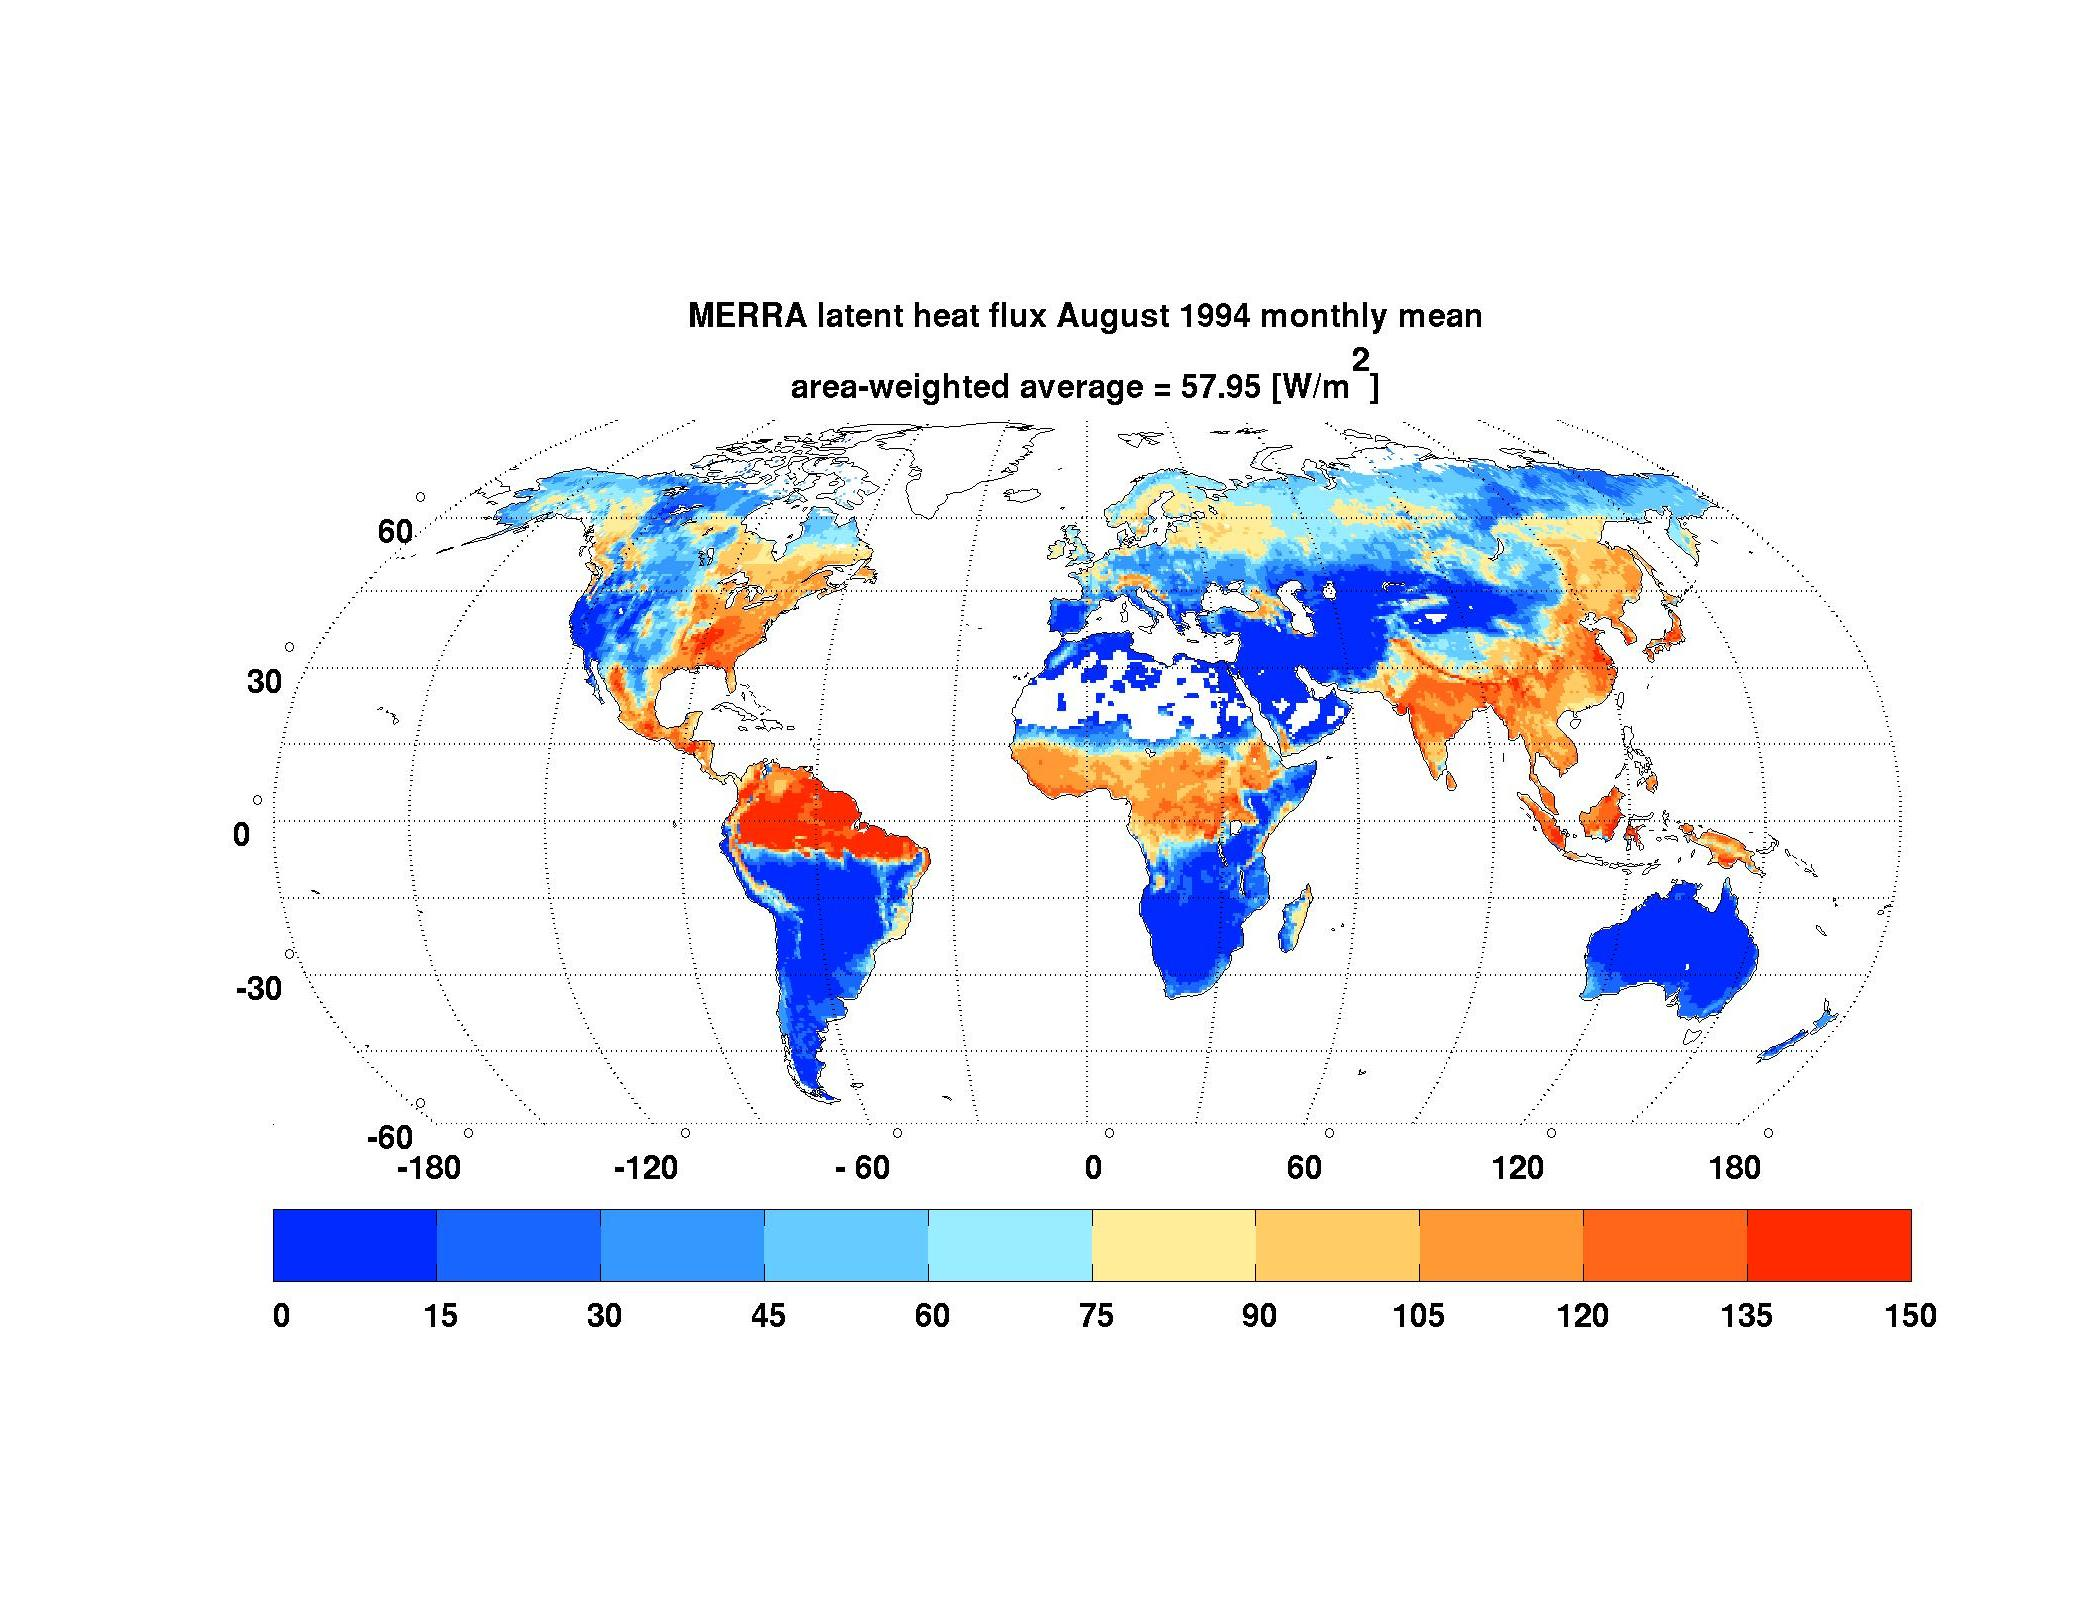 MERRA latent heat flux August 1994 monthly mean
area-weighted average = 57.95 [W/m²]
60°
30°
0°
-30°
-60°
-180° -120° - 60° 0° 60° 120° 180°
0 15 30 45 60 75 90 105 120 135 150